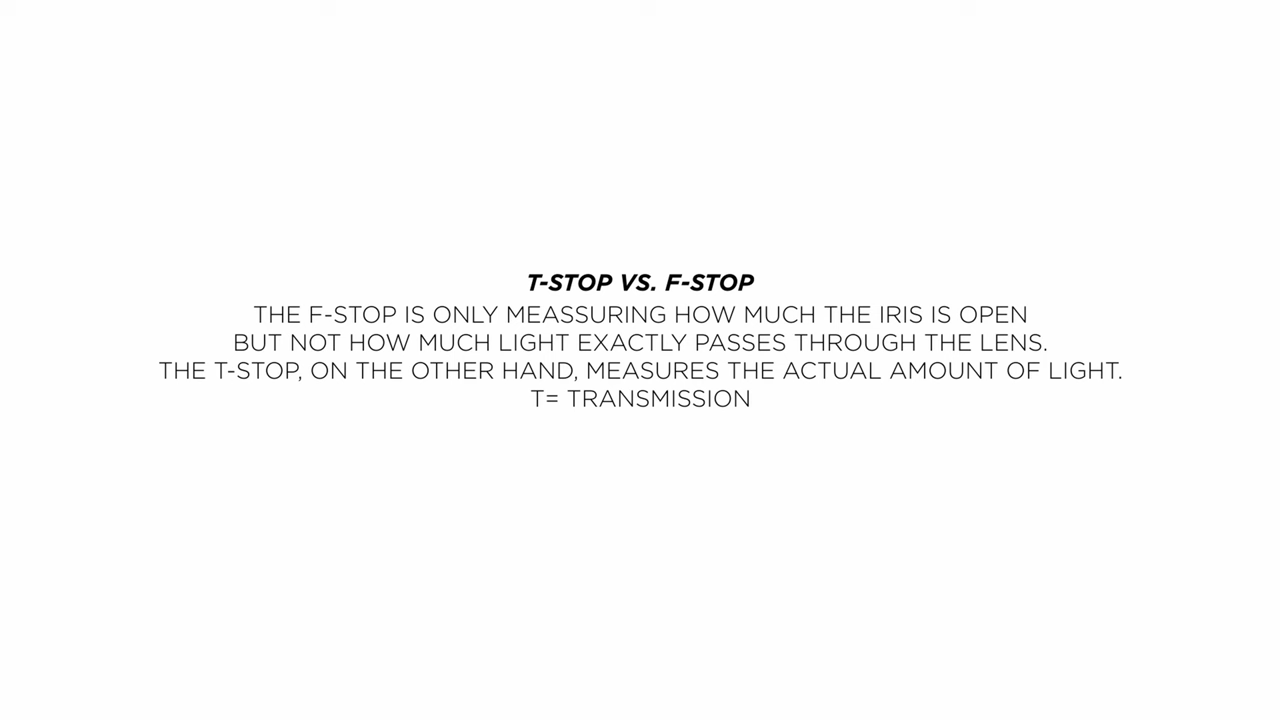 T-STOP VS. F-STOP
THE F-STOP IS ONLY MEASSURING HOW MUCH THE IRIS IS OPEN
BUT NOT HOW MUCH LIGHT EXACTLY PASSES THROUGH THE LENS.
THE T-STOP, ON THE OTHER HAND, MEASURES THE ACTUAL AMOUNT OF LIGHT.
T= TRANSMISSION